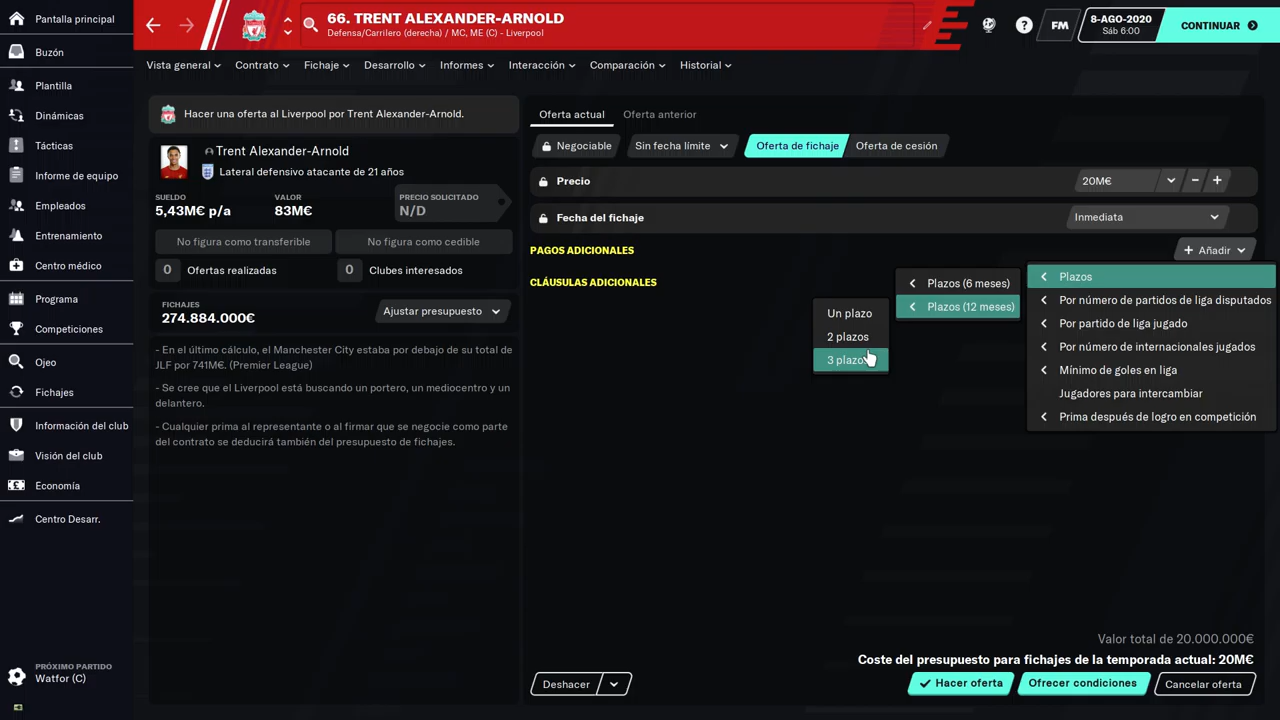 Pantalla principal
Buzón
Plantilla
Dinámicas
Tácticas
Informe de equipo
Empleados
Entrenamiento
Centro médico
Programa
Competiciones
Ojeo
Fichajes
Información del club
Visión del club
Economía
Centro Desarr.
PRÓXIMO PARTIDO
Watfor (C)
66. TRENT ALEXANDER-ARNOLD
Defensa/Carrilero (derecha) / MC, ME (C) - Liverpool
FM
8-AGO-2020
Sáb 6:00
CONTINUAR
Vista general
Contrato
Fichaje
Desarrollo
Informes
Interacción
Comparación
Historial
Hacer una oferta al Liverpool por Trent Alexander-Arnold.
Trent Alexander-Arnold
Lateral defensivo atacante de 21 años
SUELDO
5,43M€ p/a
VALOR
83M€
PRECIO SOLICITADO
N/D
No figura como transferible
No figura como cedible
0 Ofertas realizadas
0 Clubes interesados
FICHAJES
274.884.000€
Ajustar presupuesto
- En el último cálculo, el Manchester City estaba por debajo de su total de
JLF por 741M€. (Premier League)
- Se cree que el Liverpool está buscando un portero, un mediocentro y un
delantero.
- Cualquier prima al representante o al firmar que se negocie como parte
del contrato se deducirá también del presupuesto de fichajes.
Oferta actual
Oferta anterior
Negociable
Sin fecha límite
Oferta de fichaje
Oferta de cesión
Precio
20M€
- +
Fecha del fichaje
Inmediata
PAGOS ADICIONALES
+ Añadir
CLÁUSULAS ADICIONALES
Plazos
Por número de partidos de liga disputados
Por partido de liga jugado
Por número de internacionales jugados
Mínimo de goles en liga
Jugadores para intercambiar
Prima después de logro en competición
Plazos (6 meses)
Plazos (12 meses)
Un plazo
2 plazos
3 plazo
Valor total de 20.000.000€
Coste del presupuesto para fichajes de la temporada actual: 20M€
Deshacer
Hacer oferta
Ofrecer condiciones
Cancelar oferta